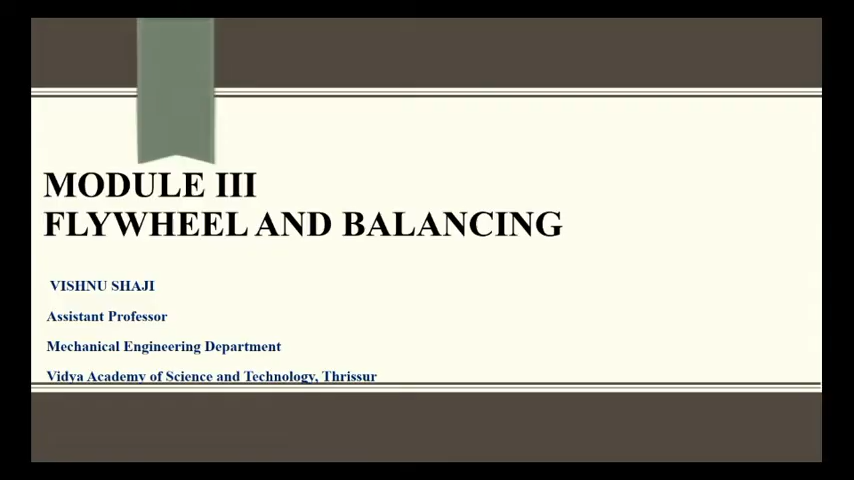 MODULE III
FLYWHEEL AND BALANCING
VISHNU SHAJI
Assistant Professor
Mechanical Engineering Department
Vidya Academy of Science and Technology, Thrissur